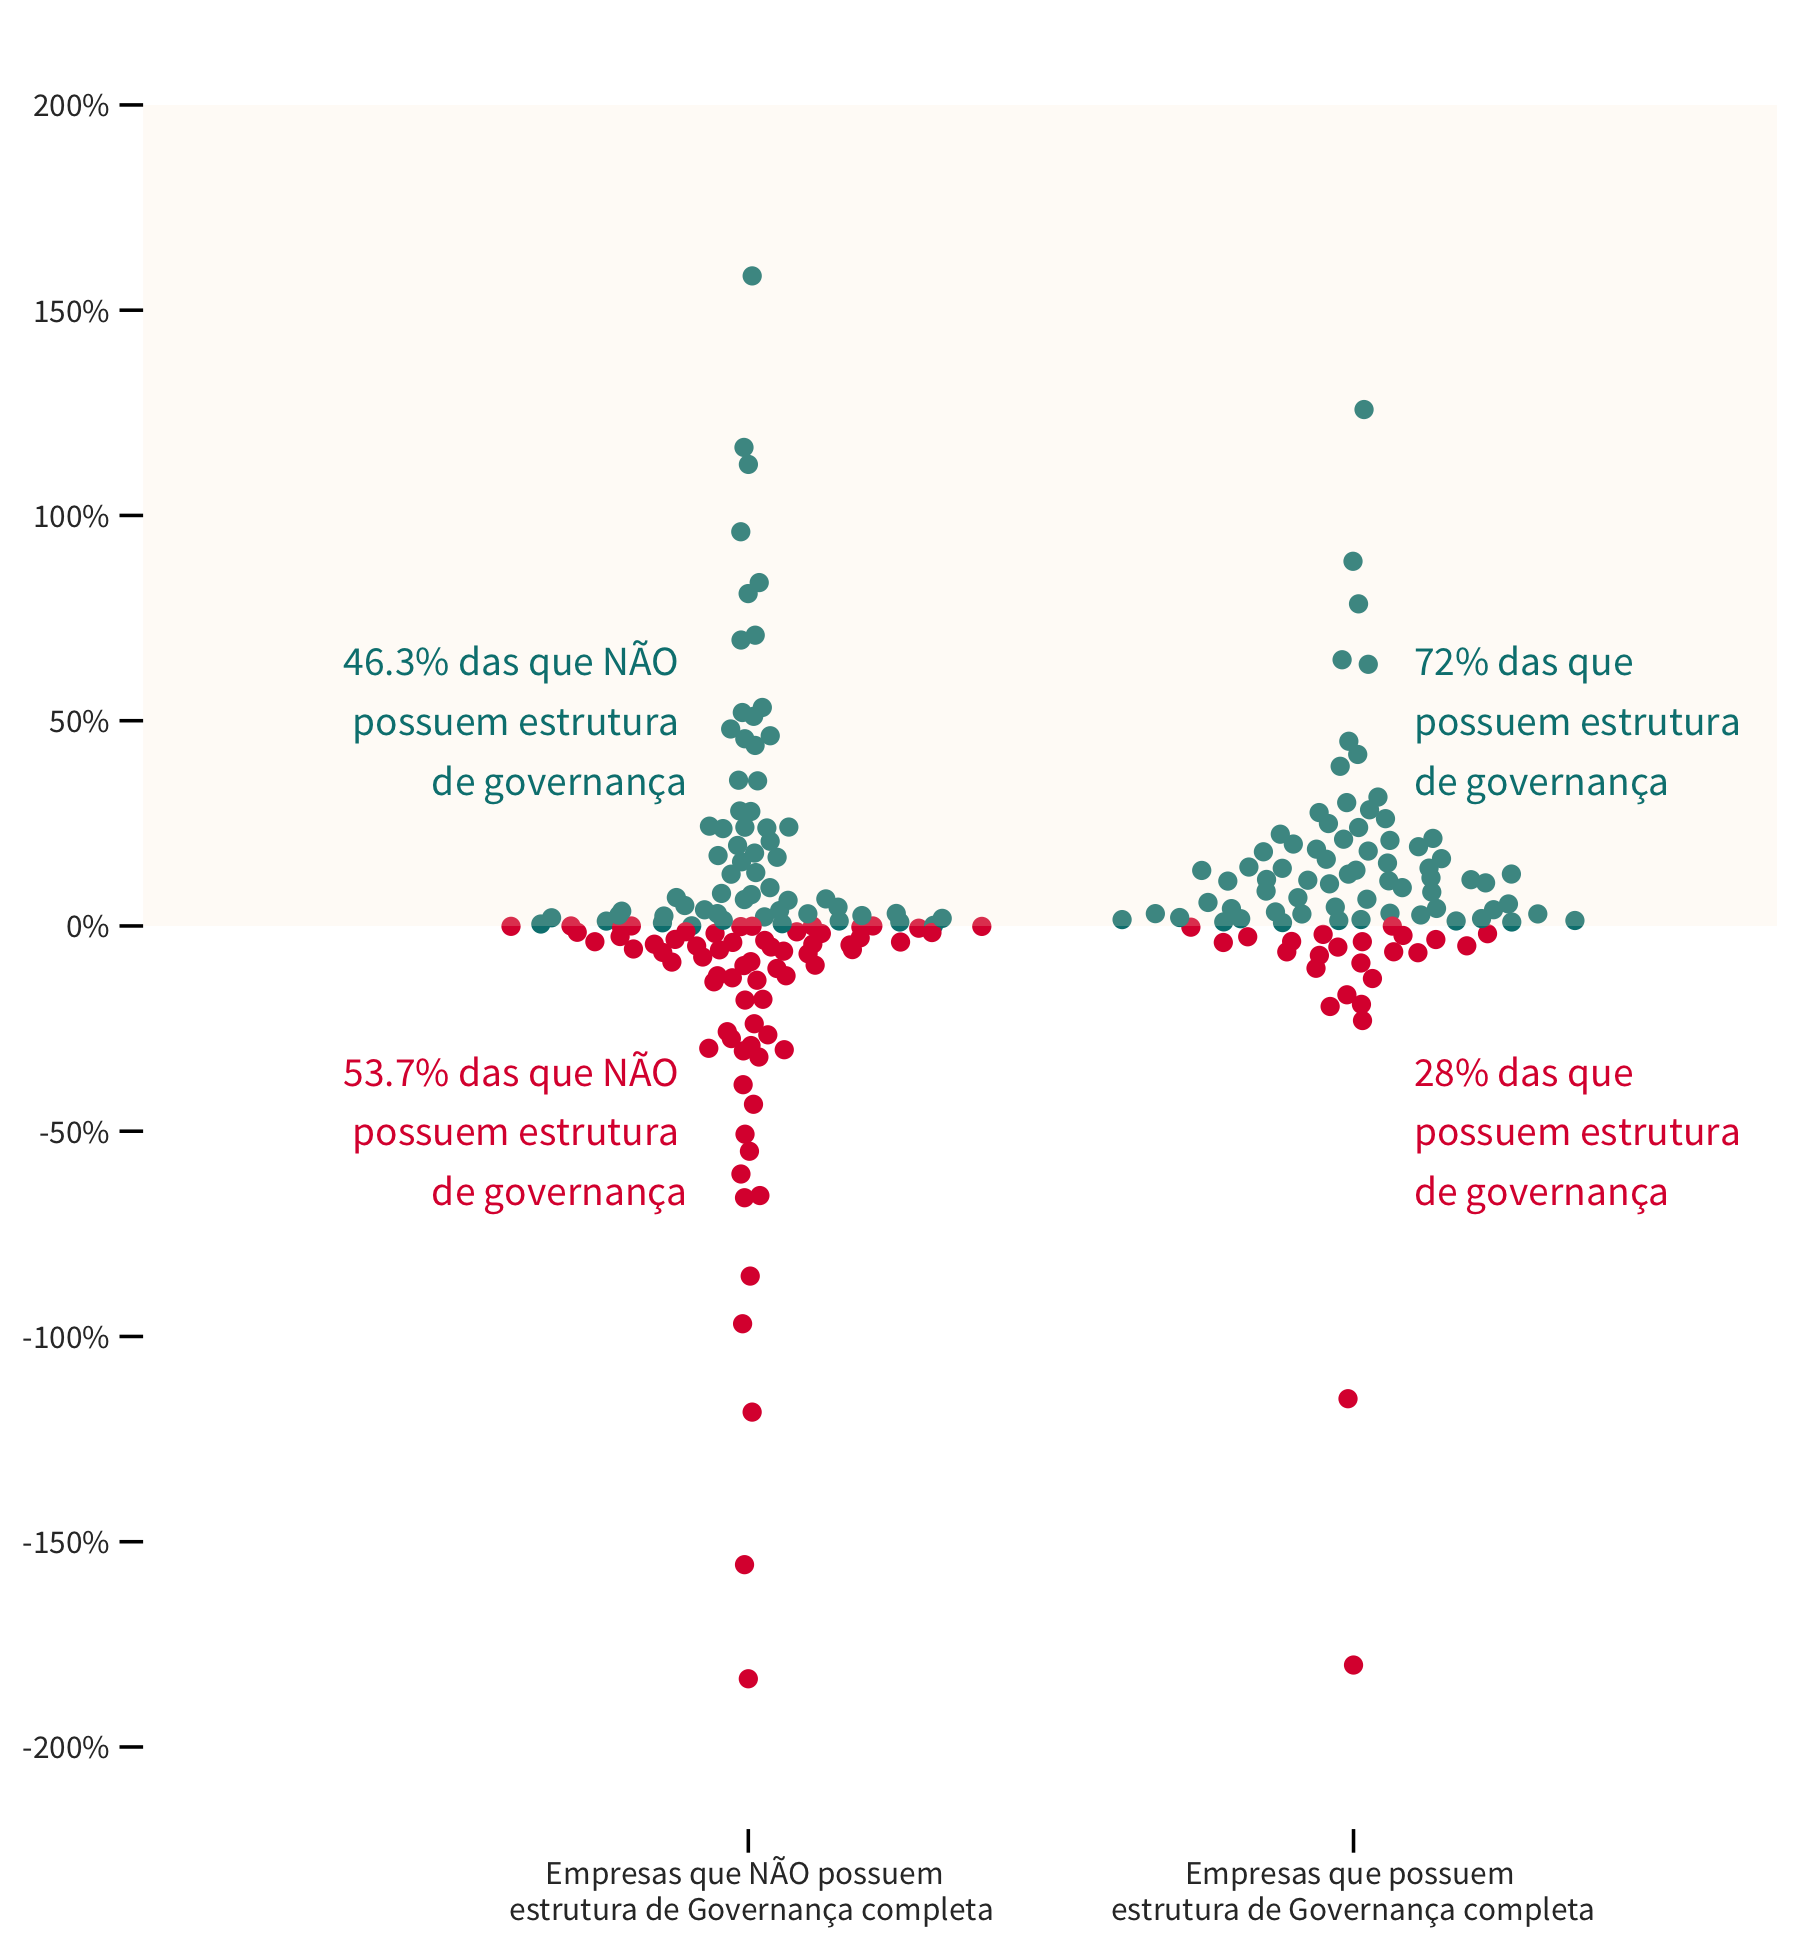 200%
150%
100%
50%
0%
-50%
-100%
-150%
-200%
46.3% das que NÃO
possuem estrutura
de governança
72% das que
possuem estrutura
de governança
53.7% das que NÃO
possuem estrutura
de governança
28% das que
possuem estrutura
de governança
Empresas que NÃO possuem
estrutura de Governança completa
Empresas que possuem
estrutura de Governança completa